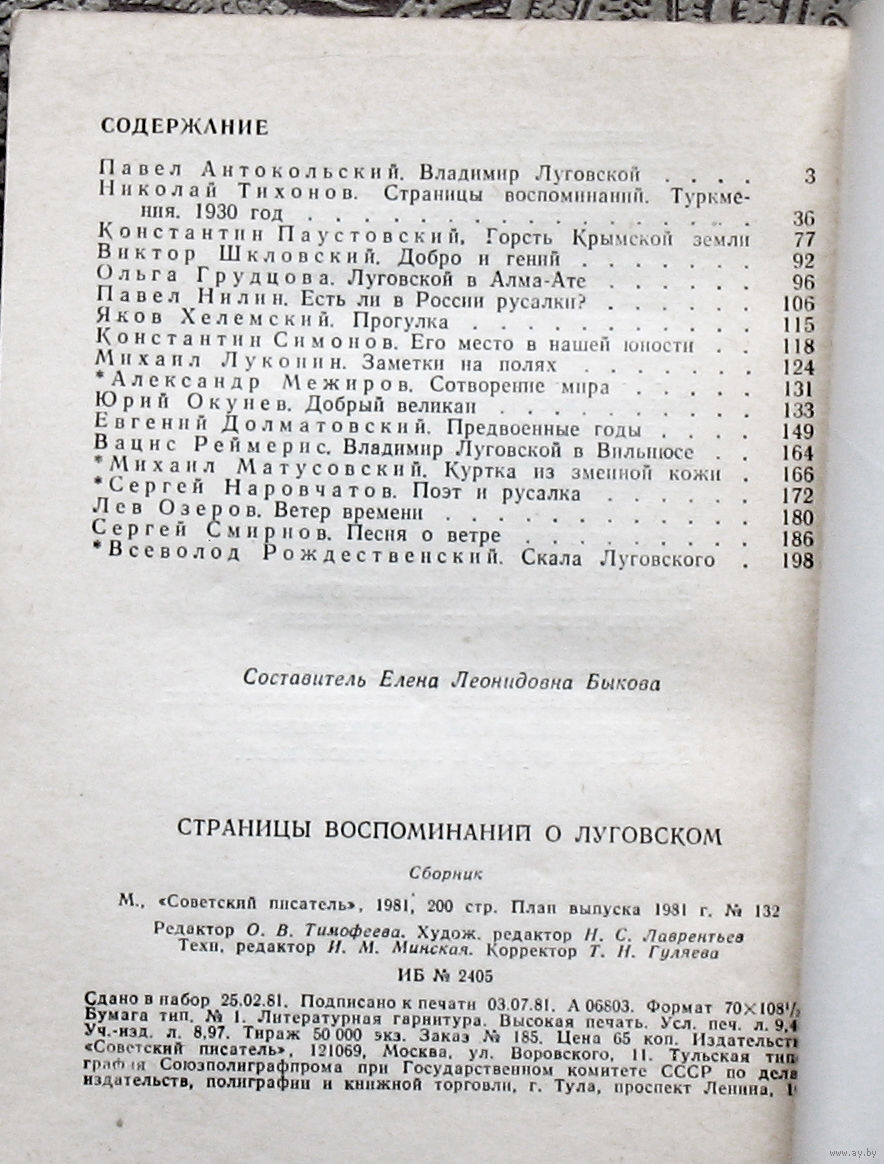 СОДЕРЖАНИЕ
Павел Антокольский. Владимир Луговской . . . . 3
Николай Тихонов. Страницы воспоминаний. Туркме-
ния. 1930 год . . . . . . . . . . . . . . . 36
Константин Паустовский. Горсть Крымской земли 77
Виктор Шкловский. Добро и гений . . . . . . . 92
Ольга Грудцова. Луговской в Алма-Ате . . . . . . 96
Павел Нилин. Есть ли в России русалки? . . . . . . 106
Яков Хелемский. Прогулка . . . . . . . . . . . 115
Константин Симонов. Его место в нашей юности . . 118
Михаил Луконин. Заметки на полях . . . . . . . 124
*Александр Межиров. Сотворение мира . . . . . 131
Юрий Окунев. Добрый великан . . . . . . . . . . 133
Евгений Долматовский. Предвоенные годы . . . . 149
Вацис Реймерис. Владимир Луговской в Вильнюсе . . 164
*Михаил Матусовский. Куртка из змеиной кожи . 166
*Сергей Наровчатов. Поэт и русалка . . . . . . 172
Лев Озеров. Ветер времени . . . . . . . . . . . . 180
Сергей Смирнов. Песня о ветре . . . . . . . . . 186
*Всеволод Рождественский. Скала Луговского . 198
Составитель Елена Леонидовна Быкова
СТРАНИЦЫ ВОСПОМИНАНИЙ О ЛУГОВСКОМ
Сборник
М., «Советский писатель», 1981, 200 стр. План выпуска 1981 г. № 132
Редактор О. В. Тимофеева. Худож. редактор Н. С. Лаврентьев
Техн. редактор И. М. Минская. Корректор Т. Н. Гуляева
ИБ № 2405
Сдано в набор 25.02.81. Подписано к печати 03.07.81. А 06803. Формат 70×108
Бумага тип. № 1. Литературная гарнитура. Высокая печать. Усл. печ. л.
Уч.-изд. л. 8,97. Тираж 50 000 экз. Заказ № 185. Цена 65 коп. Издательств
«Советский писатель», 121069, Москва, ул. Воровского, 11. Тульская тип
графия Союзполиграфпрома при Государственном комитете СССР по дела
издательств, полиграфии и книжной торговли, г. Тула, проспект Ленина,
www.ay.by